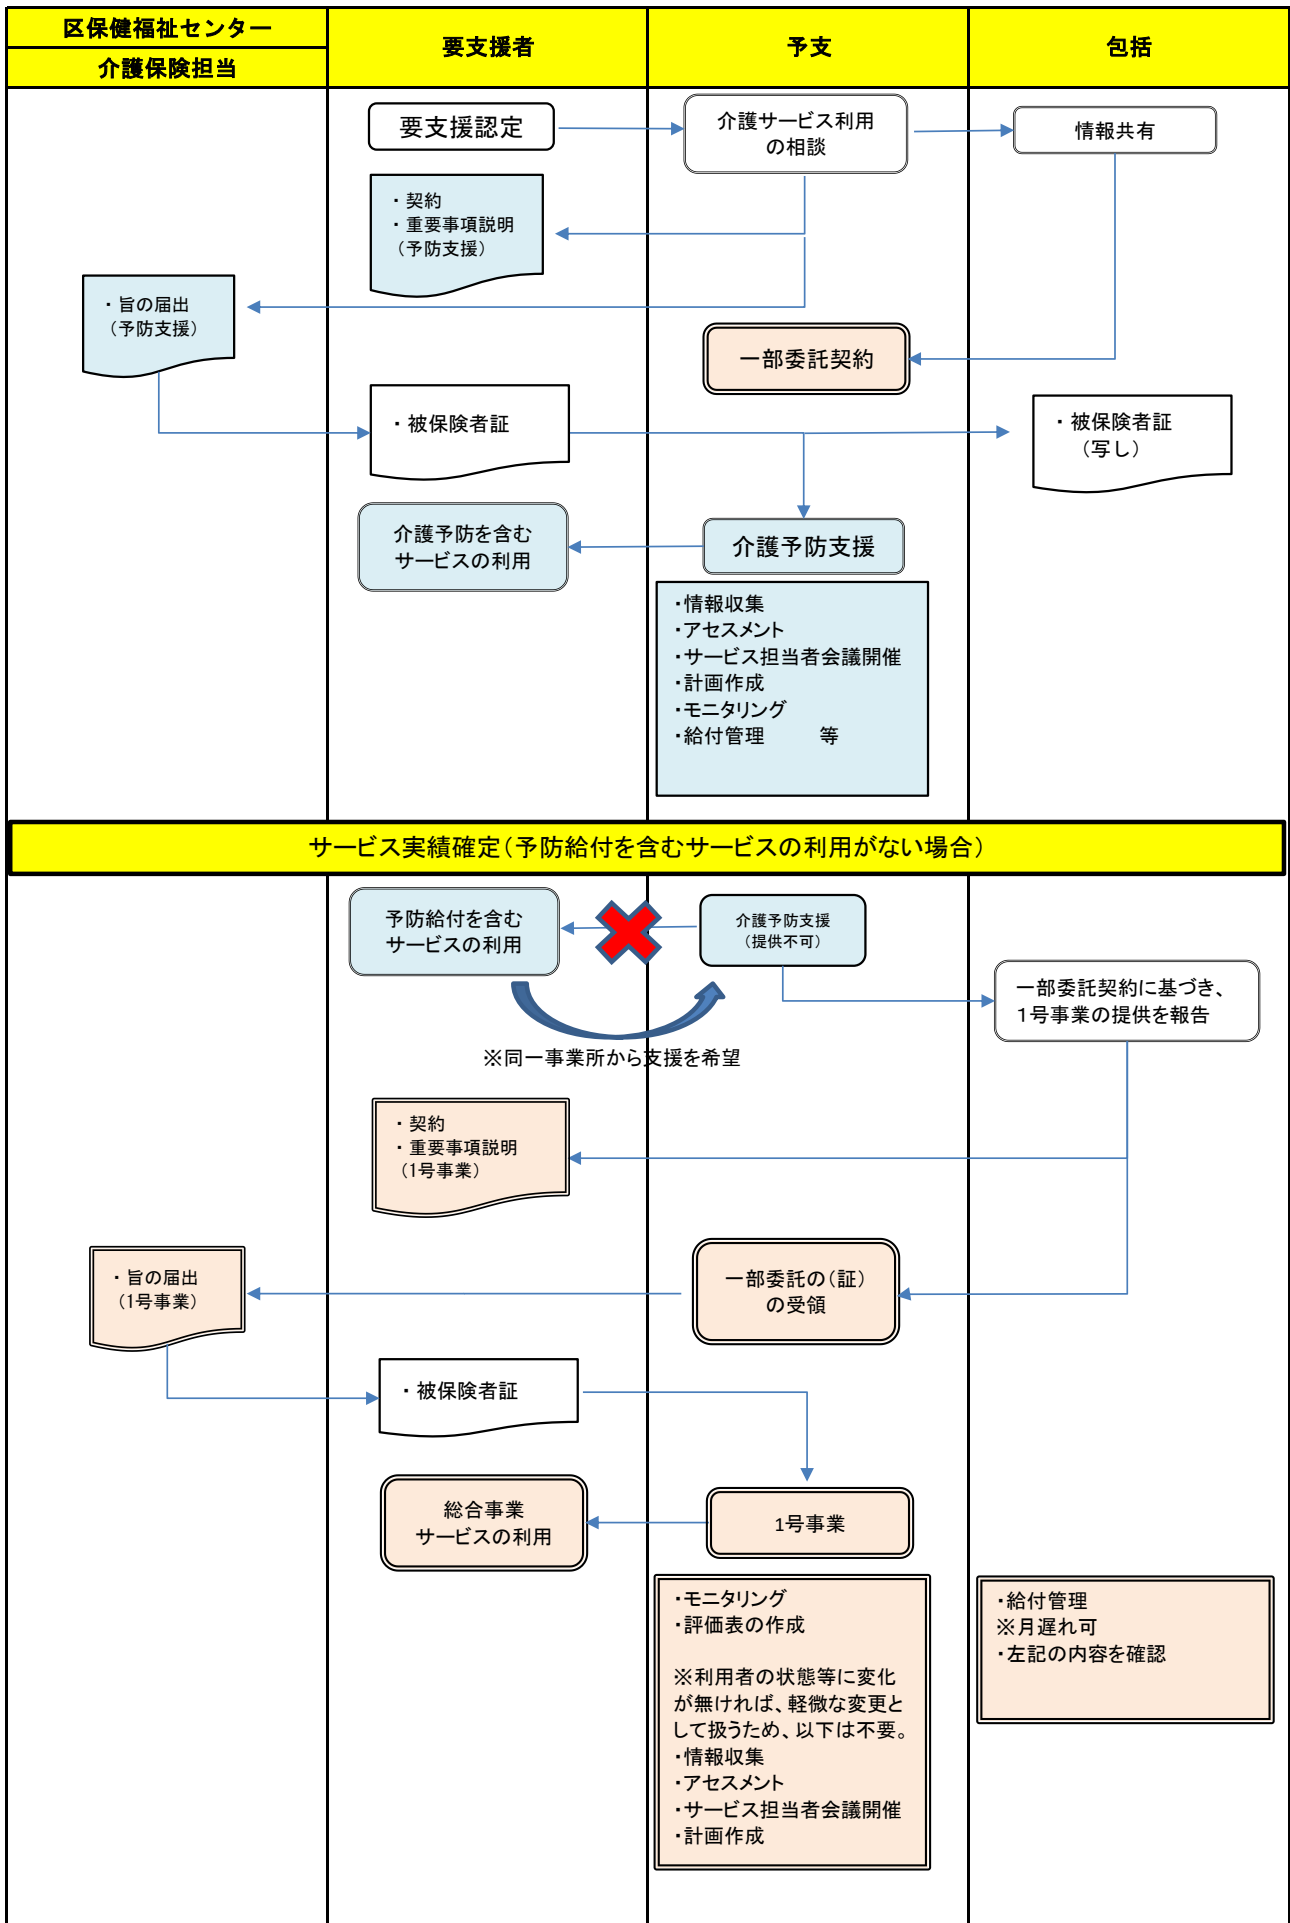 区保健福祉センター
介護保険担当
要支援者
予支
包括
要支援認定
介護サービス利用
の相談
情報共有
・契約
・重要事項説明
（予防支援）
・旨の届出
（予防支援）
一部委託契約
・被保険者証
・被保険者証
（写し）
介護予防を含む
サービスの利用
介護予防支援
・情報収集
・アセスメント
・サービス担当者会議開催
・計画作成
・モニタリング
・給付管理　　等
サービス実績確定（予防給付を含むサービスの利用がない場合）
予防給付を含む
サービスの利用
介護予防支援
（提供不可）
一部委託契約に基づき、
１号事業の提供を報告
※同一事業所から支援を希望
・契約
・重要事項説明
（1号事業）
・旨の届出
（1号事業）
一部委託の（証）
の受領
・被保険者証
総合事業
サービスの利用
1号事業
・モニタリング
・評価表の作成
※利用者の状態等に変化
が無ければ、軽微な変更と
して扱うため、以下は不要。
・情報収集
・アセスメント
・サービス担当者会議開催
・計画作成
・給付管理
※月遅れ可
・左記の内容を確認